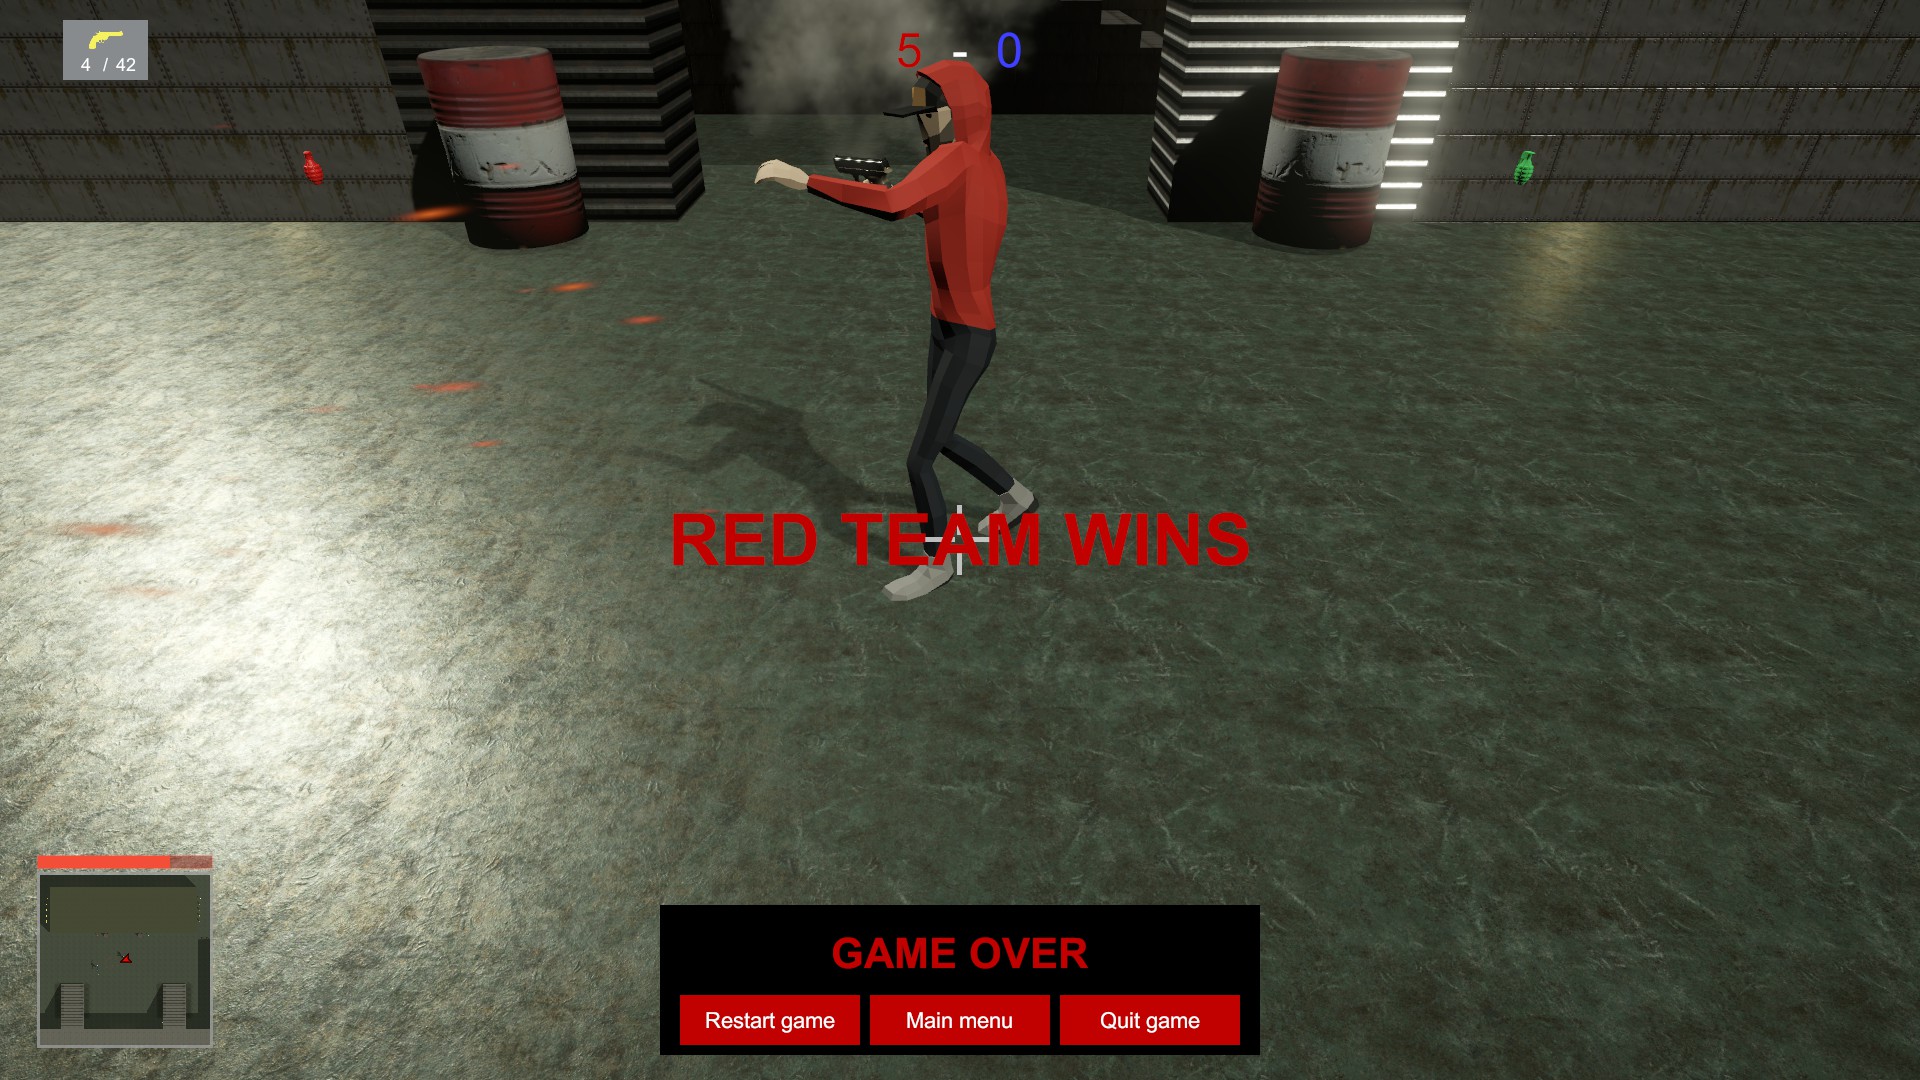 4 / 42
5 - 0
RED TEAM WINS
GAME OVER
Restart game
Main menu
Quit game